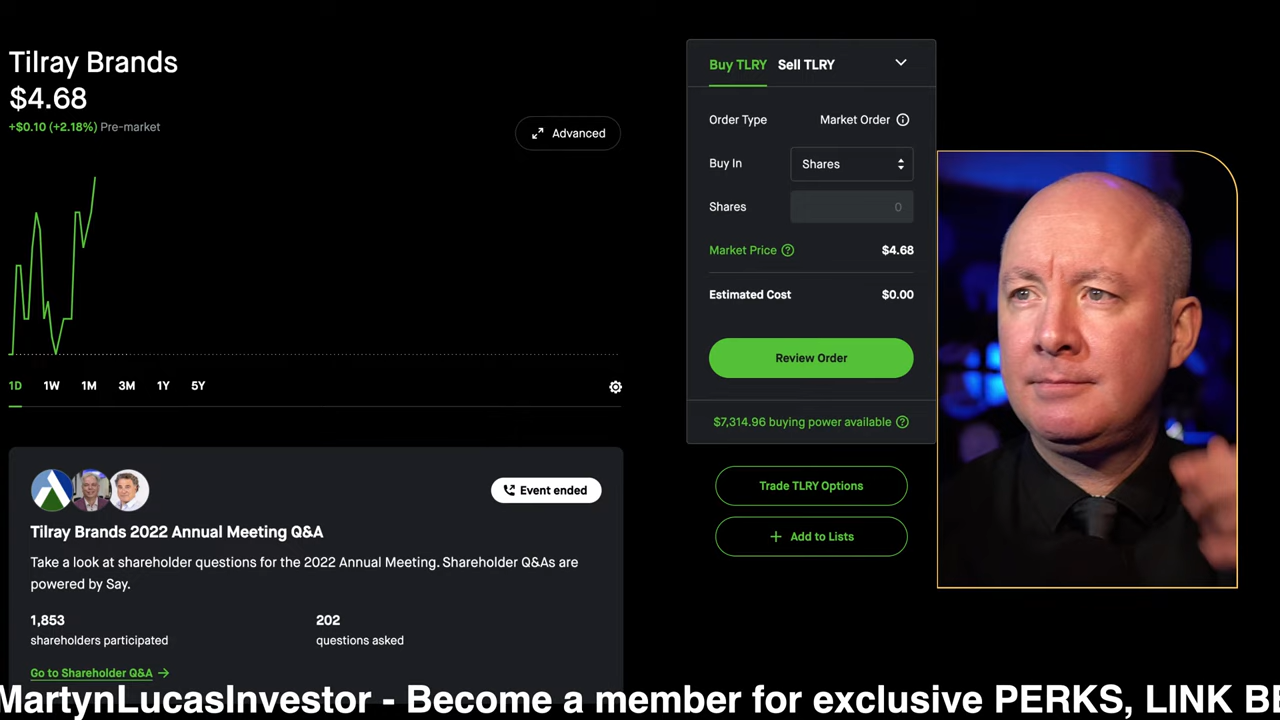 Tilray Brands
$4.68
+$0.10 (+2.18%) Pre-market
Advanced
1D 1W 1M 3M 1Y 5Y
Event ended
Tilray Brands 2022 Annual Meeting Q&A
Take a look at shareholder questions for the 2022 Annual Meeting. Shareholder Q&As are
powered by Say.
1,853 202
shareholders participated questions asked
Go to Shareholder Q&A
Buy TLRY Sell TLRY
Order Type Market Order
Buy In Shares
Shares 0
Market Price $4.68
Estimated Cost $0.00
Review Order
$7,314.96 buying power available
Trade TLRY Options
+ Add to Lists
MartynLucasInvestor - Become a member for exclusive PERKS, LINK BE